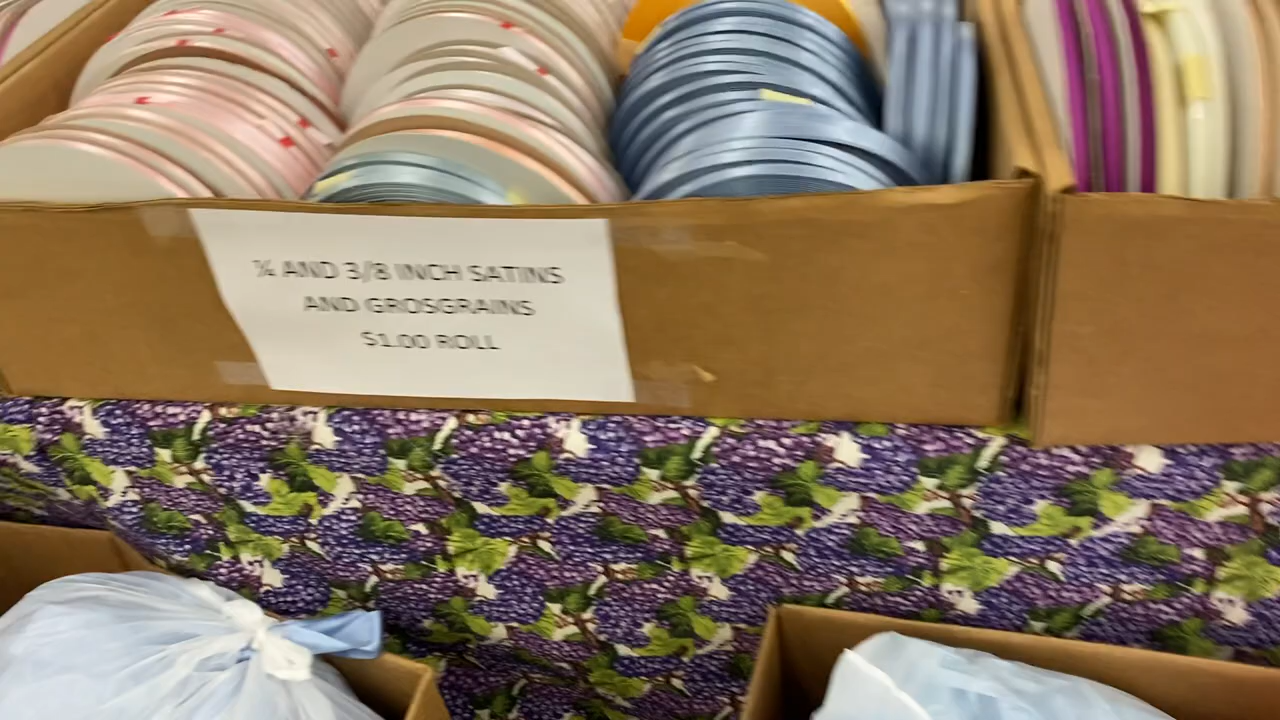 ¼ AND 3/8 INCH SATINS
AND GROSGRAINS
$1.00 ROLL